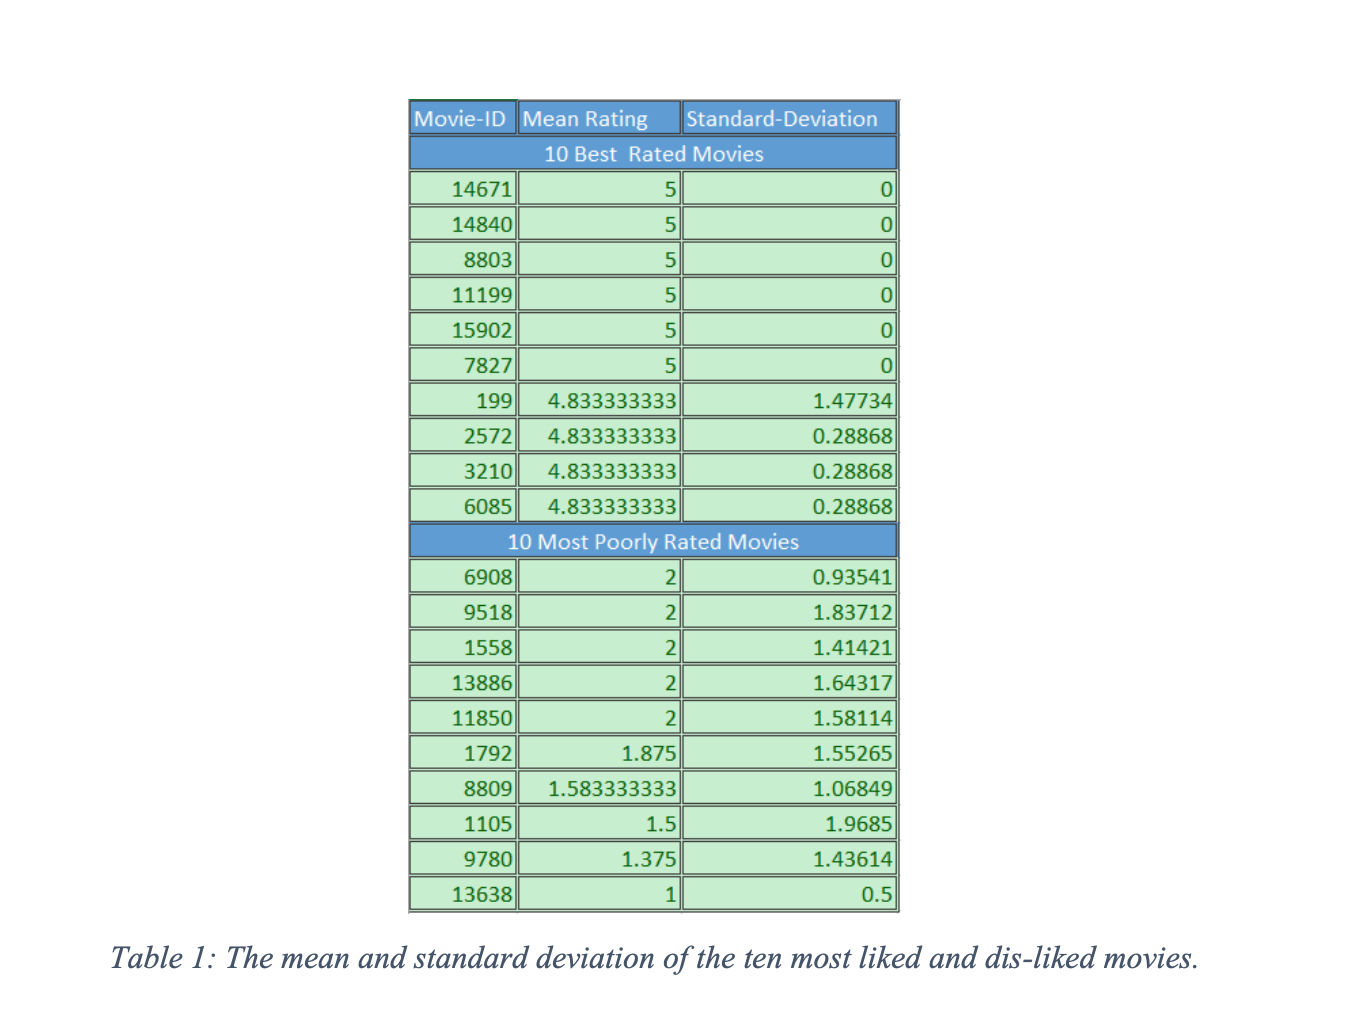 Movie-ID Mean Rating Standard-Deviation
10 Best  Rated Movies
14671 5 0
14840 5 0
8803 5 0
11199 5 0
15902 5 0
7827 5 0
199 4.833333333 1.47734
2572 4.833333333 0.28868
3210 4.833333333 0.28868
6085 4.833333333 0.28868
10 Most Poorly Rated Movies
6908 2 0.93541
9518 2 1.83712
1558 2 1.41421
13886 2 1.64317
11850 2 1.58114
1792 1.875 1.55265
8809 1.583333333 1.06849
1105 1.5 1.9685
9780 1.375 1.43614
13638 1 0.5
Table 1: The mean and standard deviation of the ten most liked and dis-liked movies.